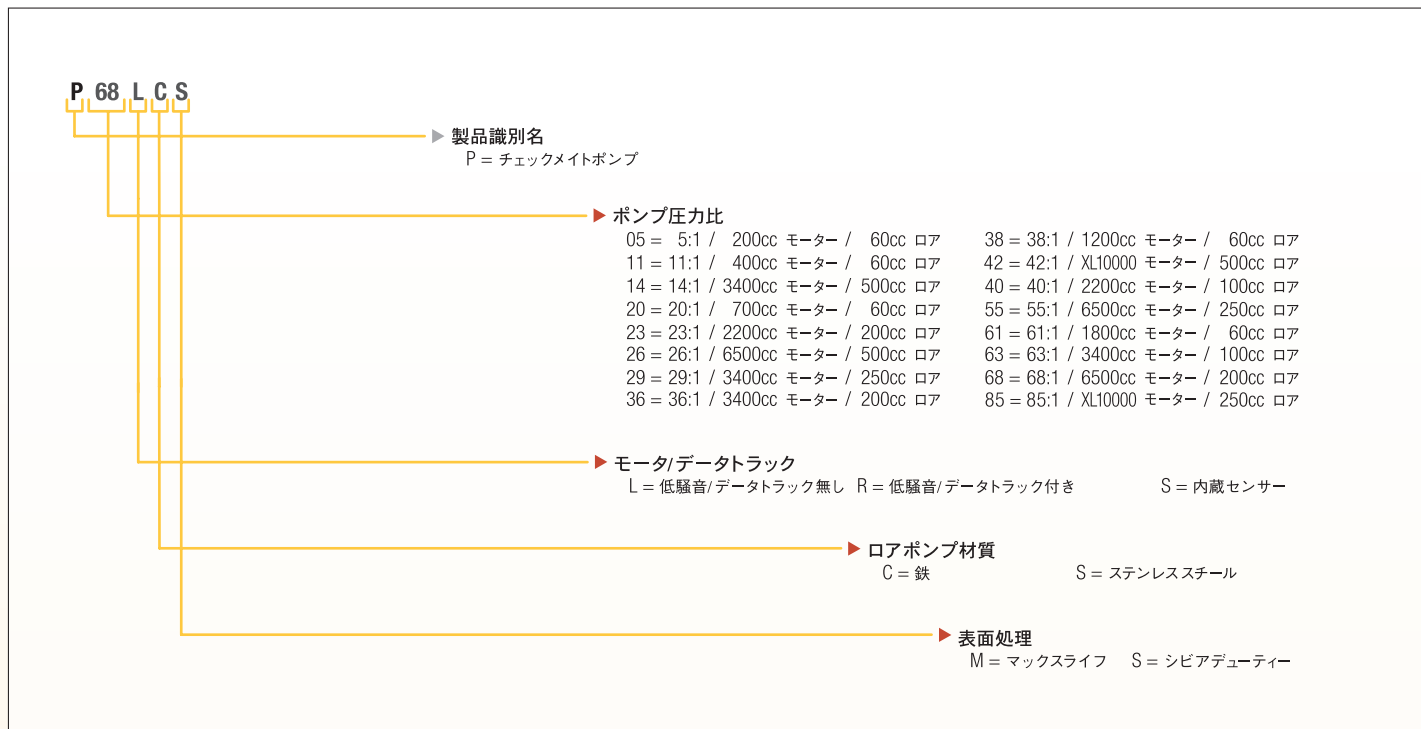 P 68 L C S
製品識別名
P = チェックメイトポンプ
ポンプ圧力比
05 = 5:1 / 200cc モーター / 60cc ロア
11 = 11:1 / 400cc モーター / 60cc ロア
14 = 14:1 / 3400cc モーター / 500cc ロア
20 = 20:1 / 700cc モーター / 60cc ロア
23 = 23:1 / 2200cc モーター / 200cc ロア
26 = 26:1 / 6500cc モーター / 500cc ロア
29 = 29:1 / 3400cc モーター / 250cc ロア
36 = 36:1 / 3400cc モーター / 200cc ロア
38 = 38:1 / 1200cc モーター / 60cc ロア
42 = 42:1 / XL10000 モーター / 500cc ロア
40 = 40:1 / 2200cc モーター / 100cc ロア
55 = 55:1 / 6500cc モーター / 250cc ロア
61 = 61:1 / 1800cc モーター / 60cc ロア
63 = 63:1 / 3400cc モーター / 100cc ロア
68 = 68:1 / 6500cc モーター / 200cc ロア
85 = 85:1 / XL10000 モーター / 250cc ロア
モータ/データトラック
L = 低騒音/データトラック無し R = 低騒音/データトラック付き S = 内蔵センサー
ロアポンプ材質
C = 鉄 S = ステンレススチール
表面処理
M = マックスライフ S = シビアデューティー